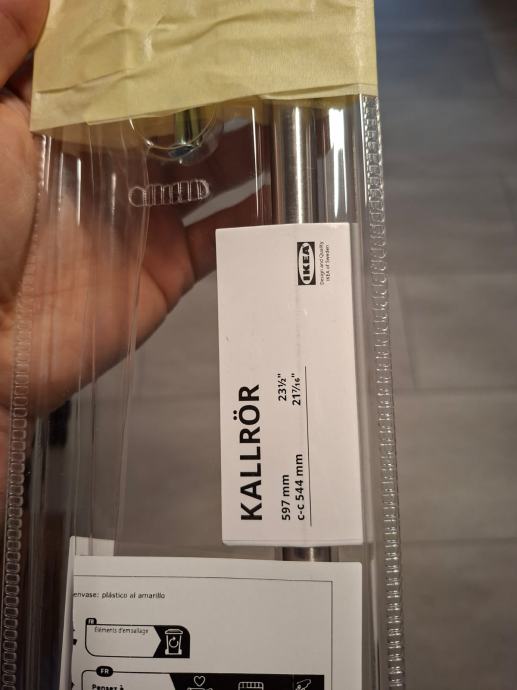 IKEA
Design and Quality
IKEA of Sweden
KALLRÖR
597 mm 23½"
c-c 544 mm 21⁷⁄₁₆"
envase: plástico al amarillo
FR
Éléments d'emballage
FR
Pensez à